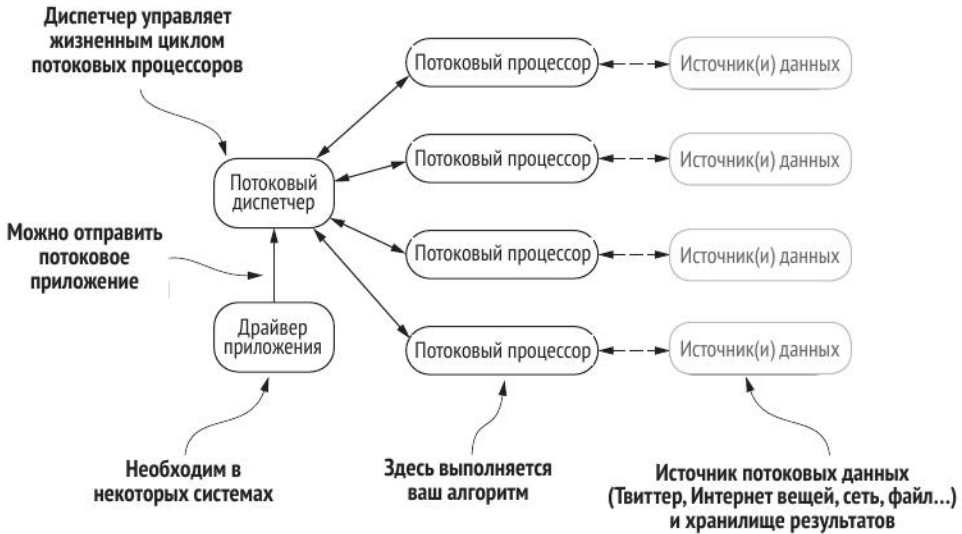 Диспетчер управляет
жизненным циклом
потоковых процессоров
Потоковый процессор
Источник(и) данных
Потоковый процессор
Источник(и) данных
Потоковый
диспетчер
Можно отправить
потоковое
приложение
Потоковый процессор
Источник(и) данных
Драйвер
приложения
Потоковый процессор
Источник(и) данных
Необходим в
некоторых системах
Здесь выполняется
ваш алгоритм
Источник потоковых данных
(Твиттер, Интернет вещей, сеть, файл...)
и хранилище результатов